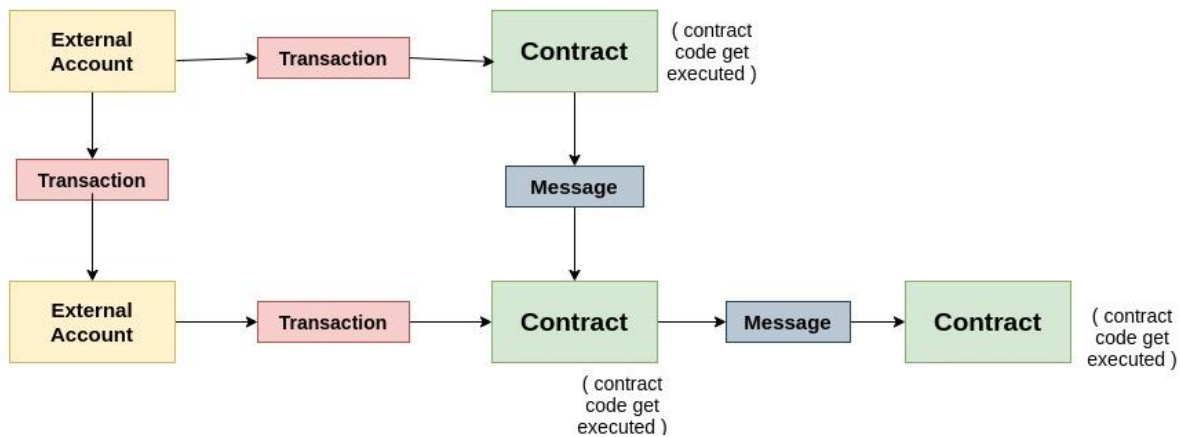 External
Account
Transaction
Contract
( contract
code get
executed )
Transaction
Message
External
Account
Transaction
Contract
Message
Contract
( contract
code get
executed )
( contract
code get
executed )